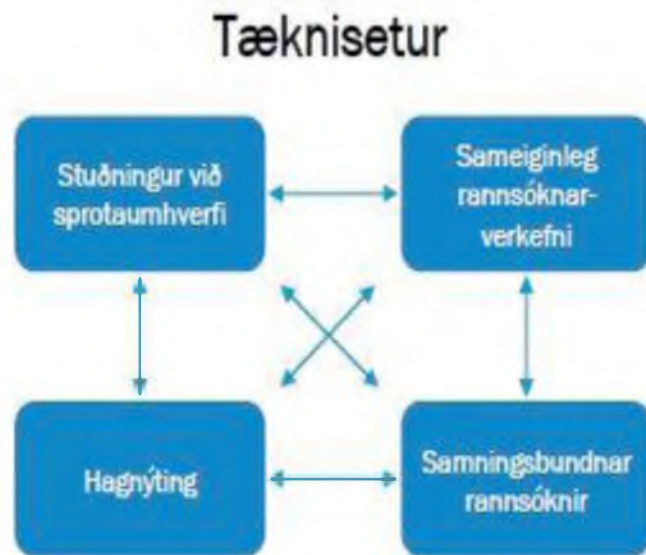 Tæknisetur
Stuðningur við
sprotaumhverfi
Sameiginleg
rannsóknar-
verkefni
Hagnýting
Samningsbundnar
rannsóknir